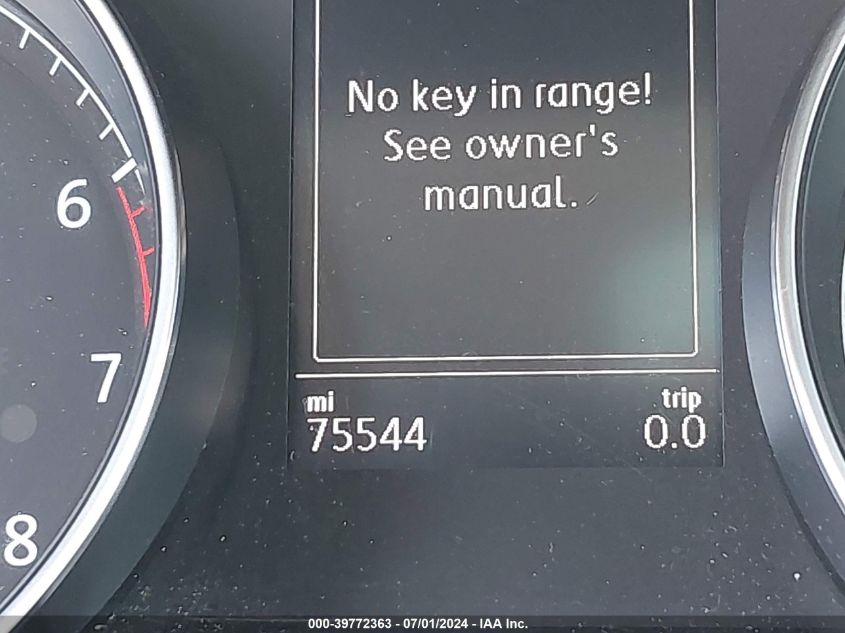 No key in range!
See owner's
manual.
6
7
8
mi
trip
75544
0.0
000-39772363 - 07/01/2024 - IAA Inc.